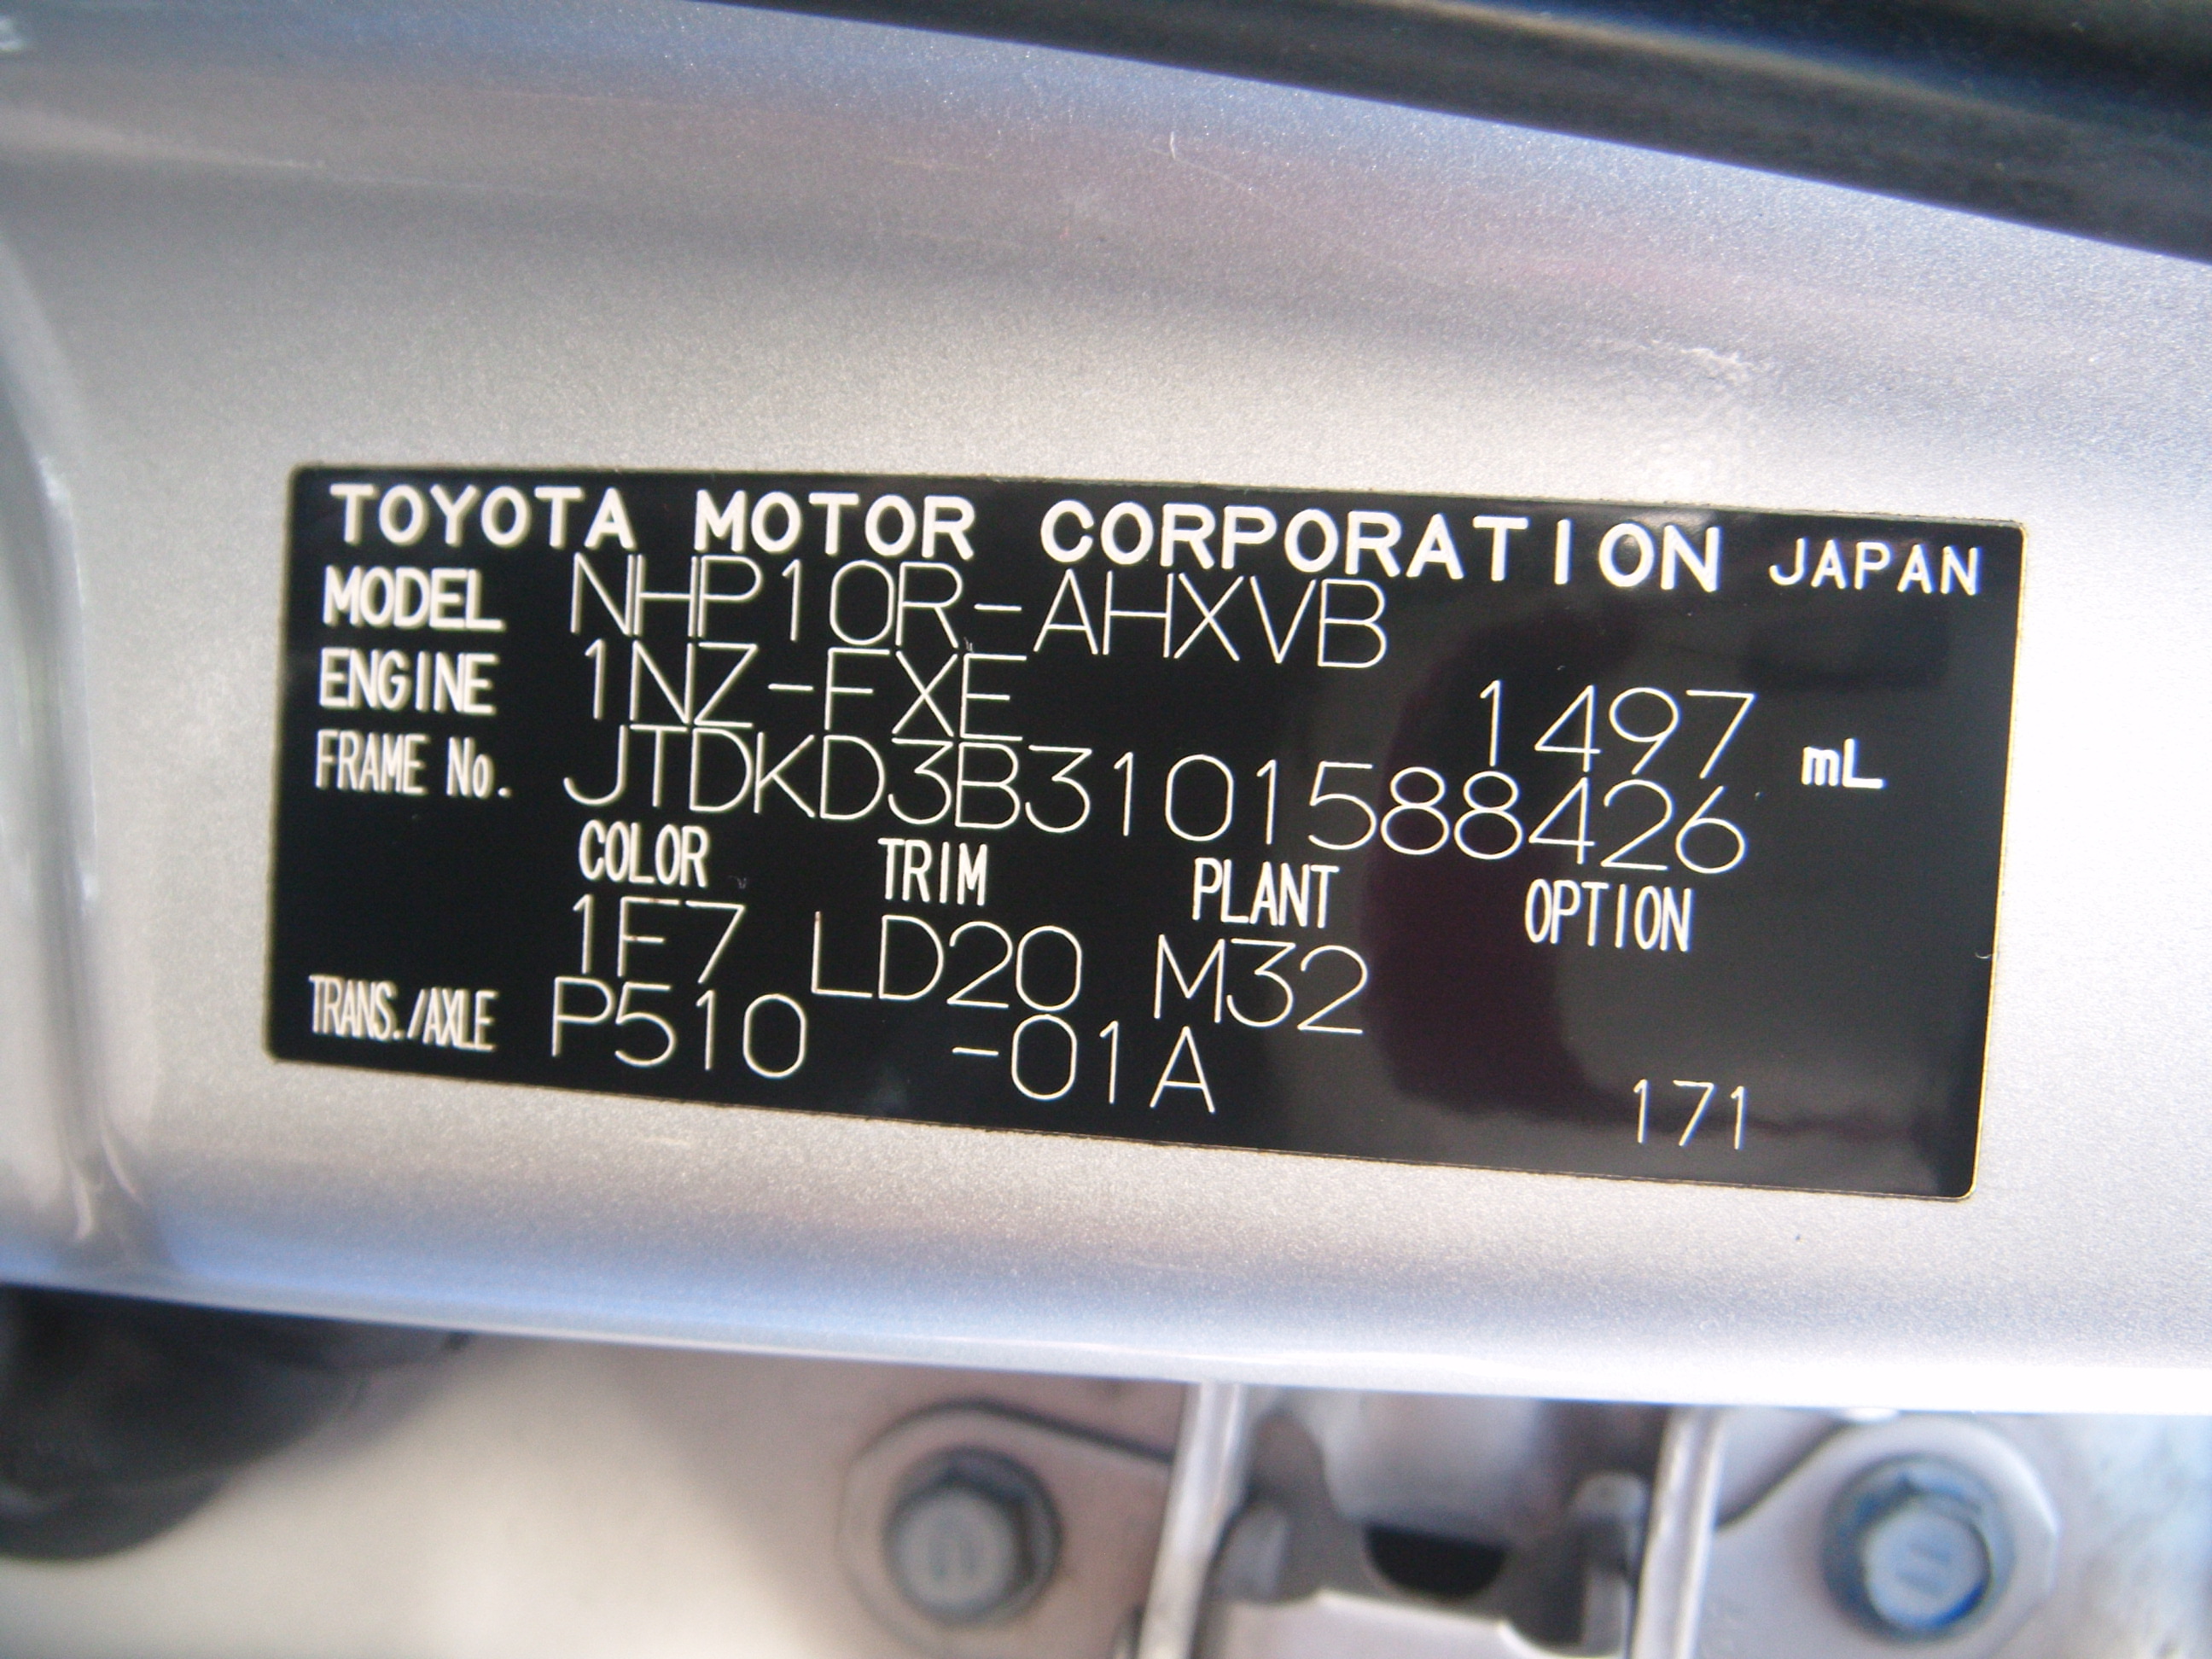 TOYOTA MOTOR CORPORATION JAPAN
MODEL NHP10R-AHXVB
ENGINE 1NZ-FXE 1497 mL
FRAME No. JTDKD3B3101588426
COLOR TRIM PLANT OPTION
1F7 LD20 M32
TRANS./AXLE P510 -01A
171